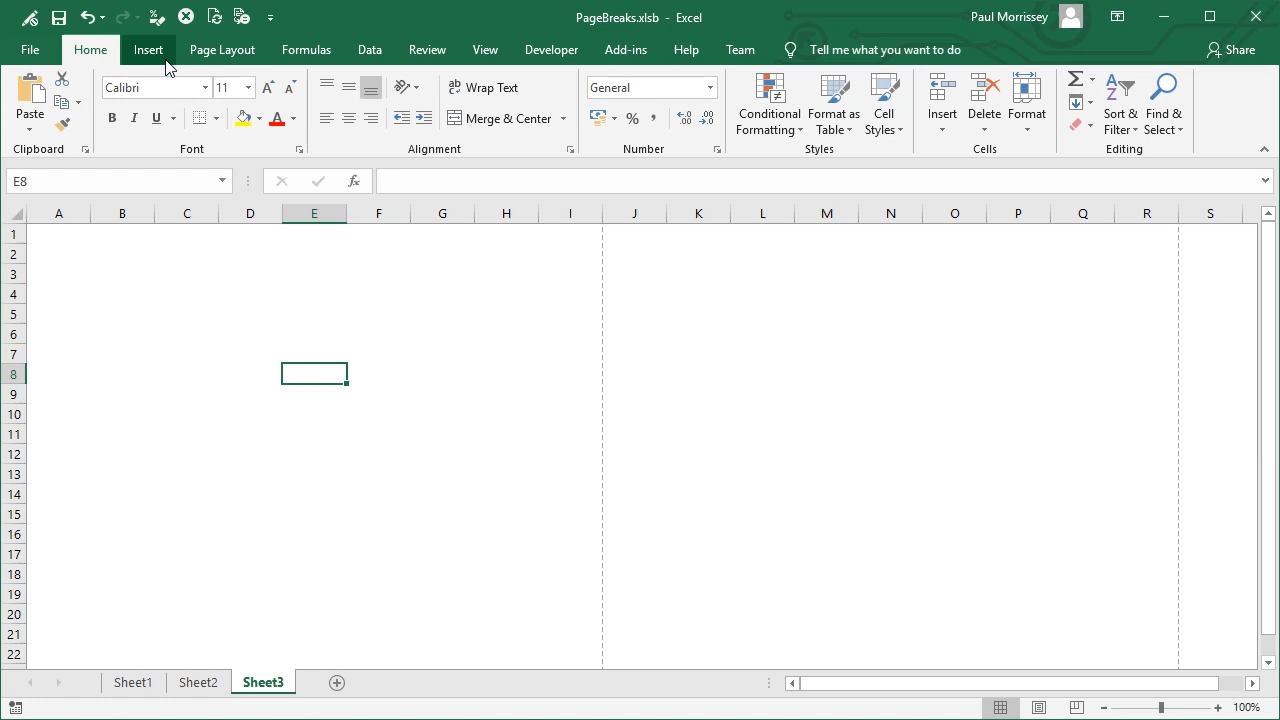 PageBreaks.xlsb - Excel
Paul Morrissey
File Home Insert Page Layout Formulas Data Review View Developer Add-ins Help Team Tell me what you want to do Share
Paste
Calibri 11
B I U A
Wrap Text
Merge & Center
General
%
Conditional Formatting
Format as Table
Cell Styles
Insert
Delete
Format
Sort & Filter
Find & Select
Clipboard Font Alignment Number Styles Cells Editing
E8 fx
A B C D E F G H I J K L M N O P Q R S
1
2
3
4
5
6
7
8
9
10
11
12
13
14
15
16
17
18
19
20
21
22
Sheet1 Sheet2 Sheet3
100%